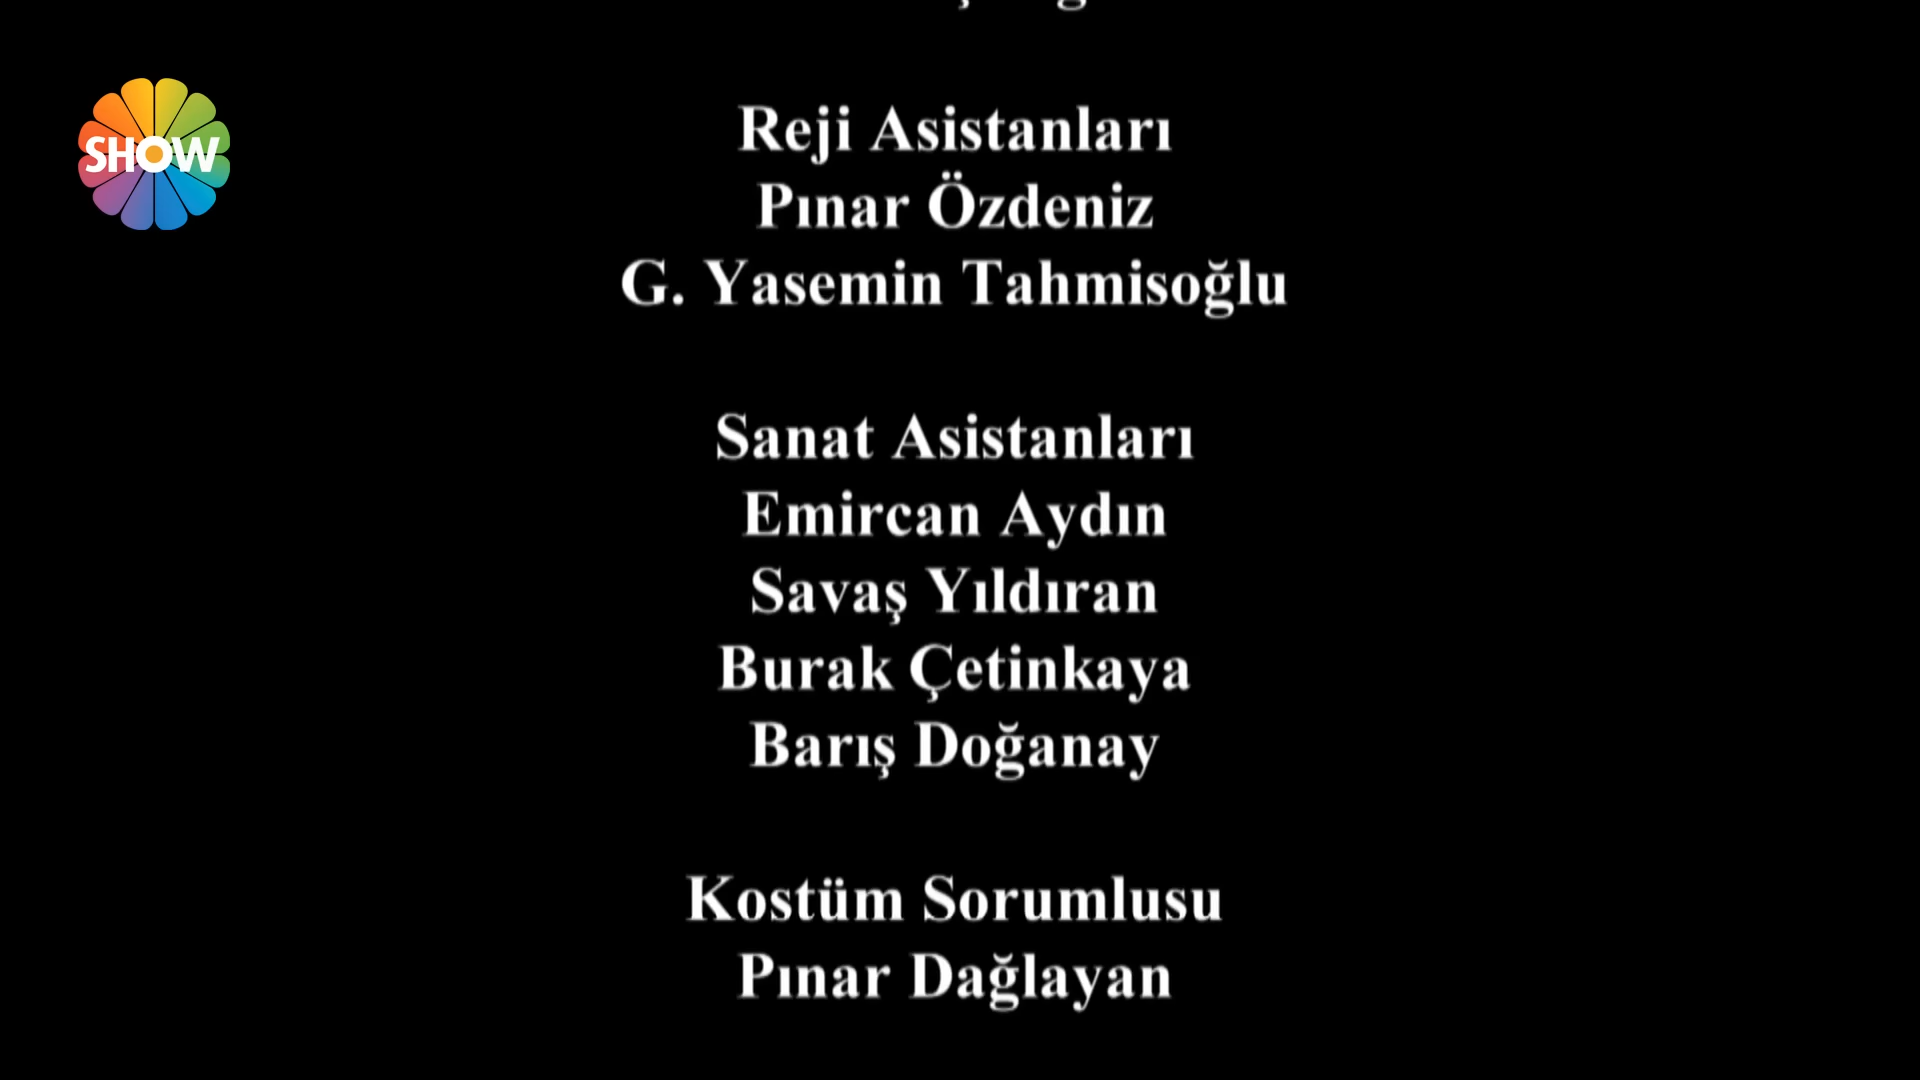 SHOW
Reji Asistanları
Pınar Özdeniz
G. Yasemin Tahmisoğlu
Sanat Asistanları
Emircan Aydın
Savaş Yıldıran
Burak Çetinkaya
Barış Doğanay
Kostüm Sorumlusu
Pınar Dağlayan